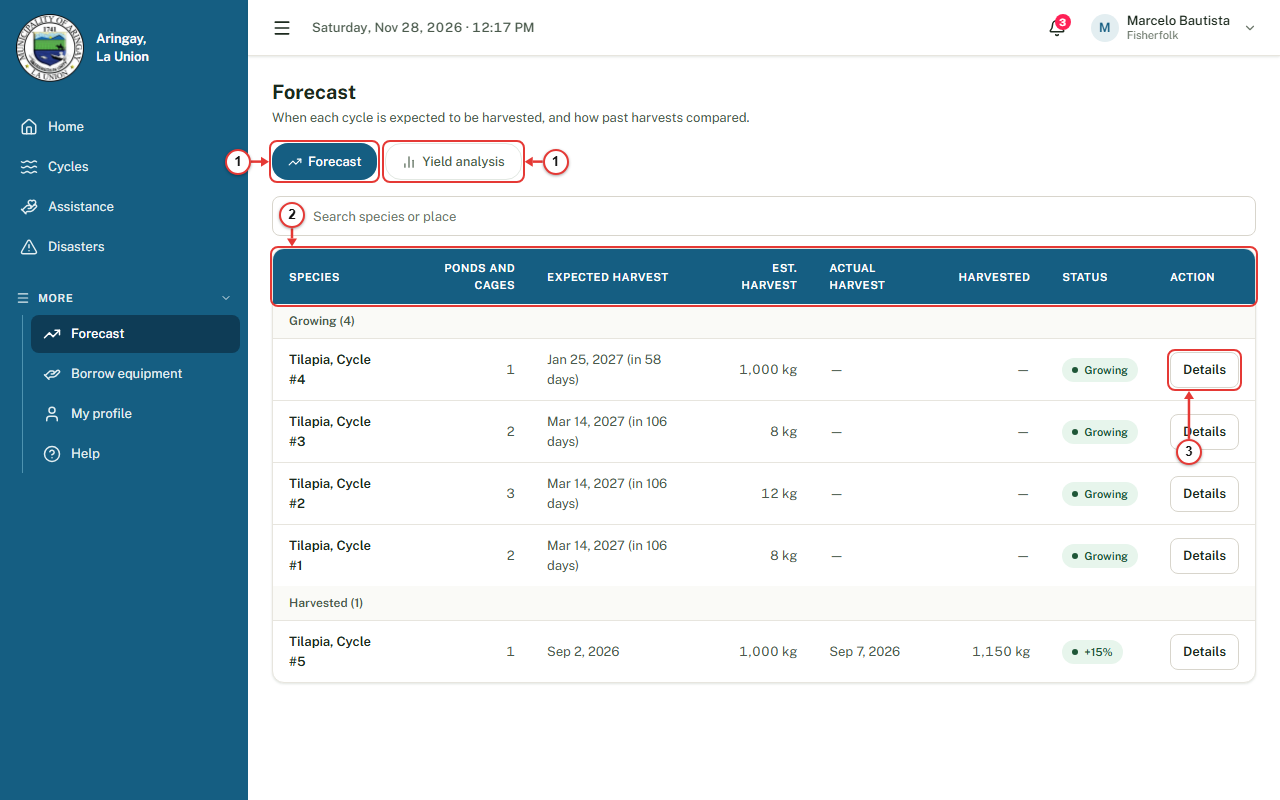 MUNICIPALITY OF ARINGAY
1741
LA UNION
Aringay,
La Union
Saturday, Nov 28, 2026 · 12:17 PM
3
M
Marcelo Bautista
Fisherfolk
Home
Cycles
Assistance
Disasters
MORE
Forecast
Borrow equipment
My profile
Help
Forecast
When each cycle is expected to be harvested, and how past harvests compared.
1
Forecast
Yield analysis
1
2
Search species or place
SPECIES
PONDS AND
CAGES
EXPECTED HARVEST
EST.
HARVEST
ACTUAL
HARVEST
HARVESTED
STATUS
ACTION
Growing (4)
Tilapia, Cycle
#4
1
Jan 25, 2027 (in 58
days)
1,000 kg
—
—
Growing
Details
Tilapia, Cycle
#3
2
Mar 14, 2027 (in 106
days)
8 kg
—
—
Growing
Details
3
Tilapia, Cycle
#2
3
Mar 14, 2027 (in 106
days)
12 kg
—
—
Growing
Details
Tilapia, Cycle
#1
2
Mar 14, 2027 (in 106
days)
8 kg
—
—
Growing
Details
Harvested (1)
Tilapia, Cycle
#5
1
Sep 2, 2026
1,000 kg
Sep 7, 2026
1,150 kg
+15%
Details